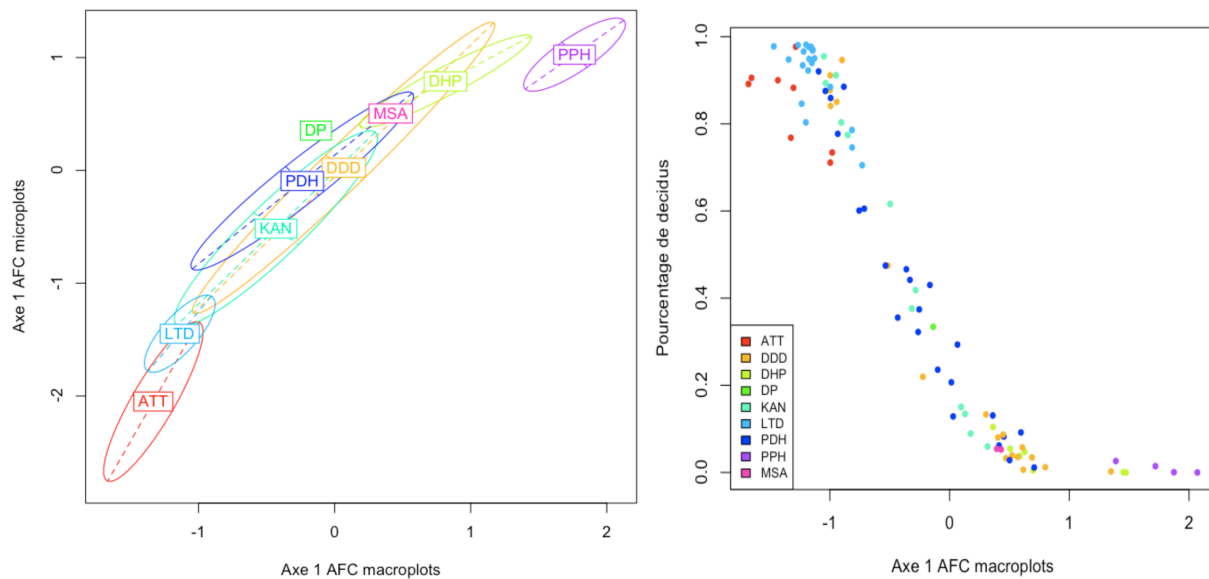 Axe 1 AFC microplots
1
0
-1
-2
PPH
DHP
MSA
DP
DDD
PDH
KAN
LTD
ATT
-1
0
1
2
Axe 1 AFC macroplots
Pourcentage de decidus
1.0
0.8
0.6
0.4
0.2
0.0
ATT
DDD
DHP
DP
KAN
LTD
PDH
PPH
MSA
-1
0
1
2
Axe 1 AFC macroplots